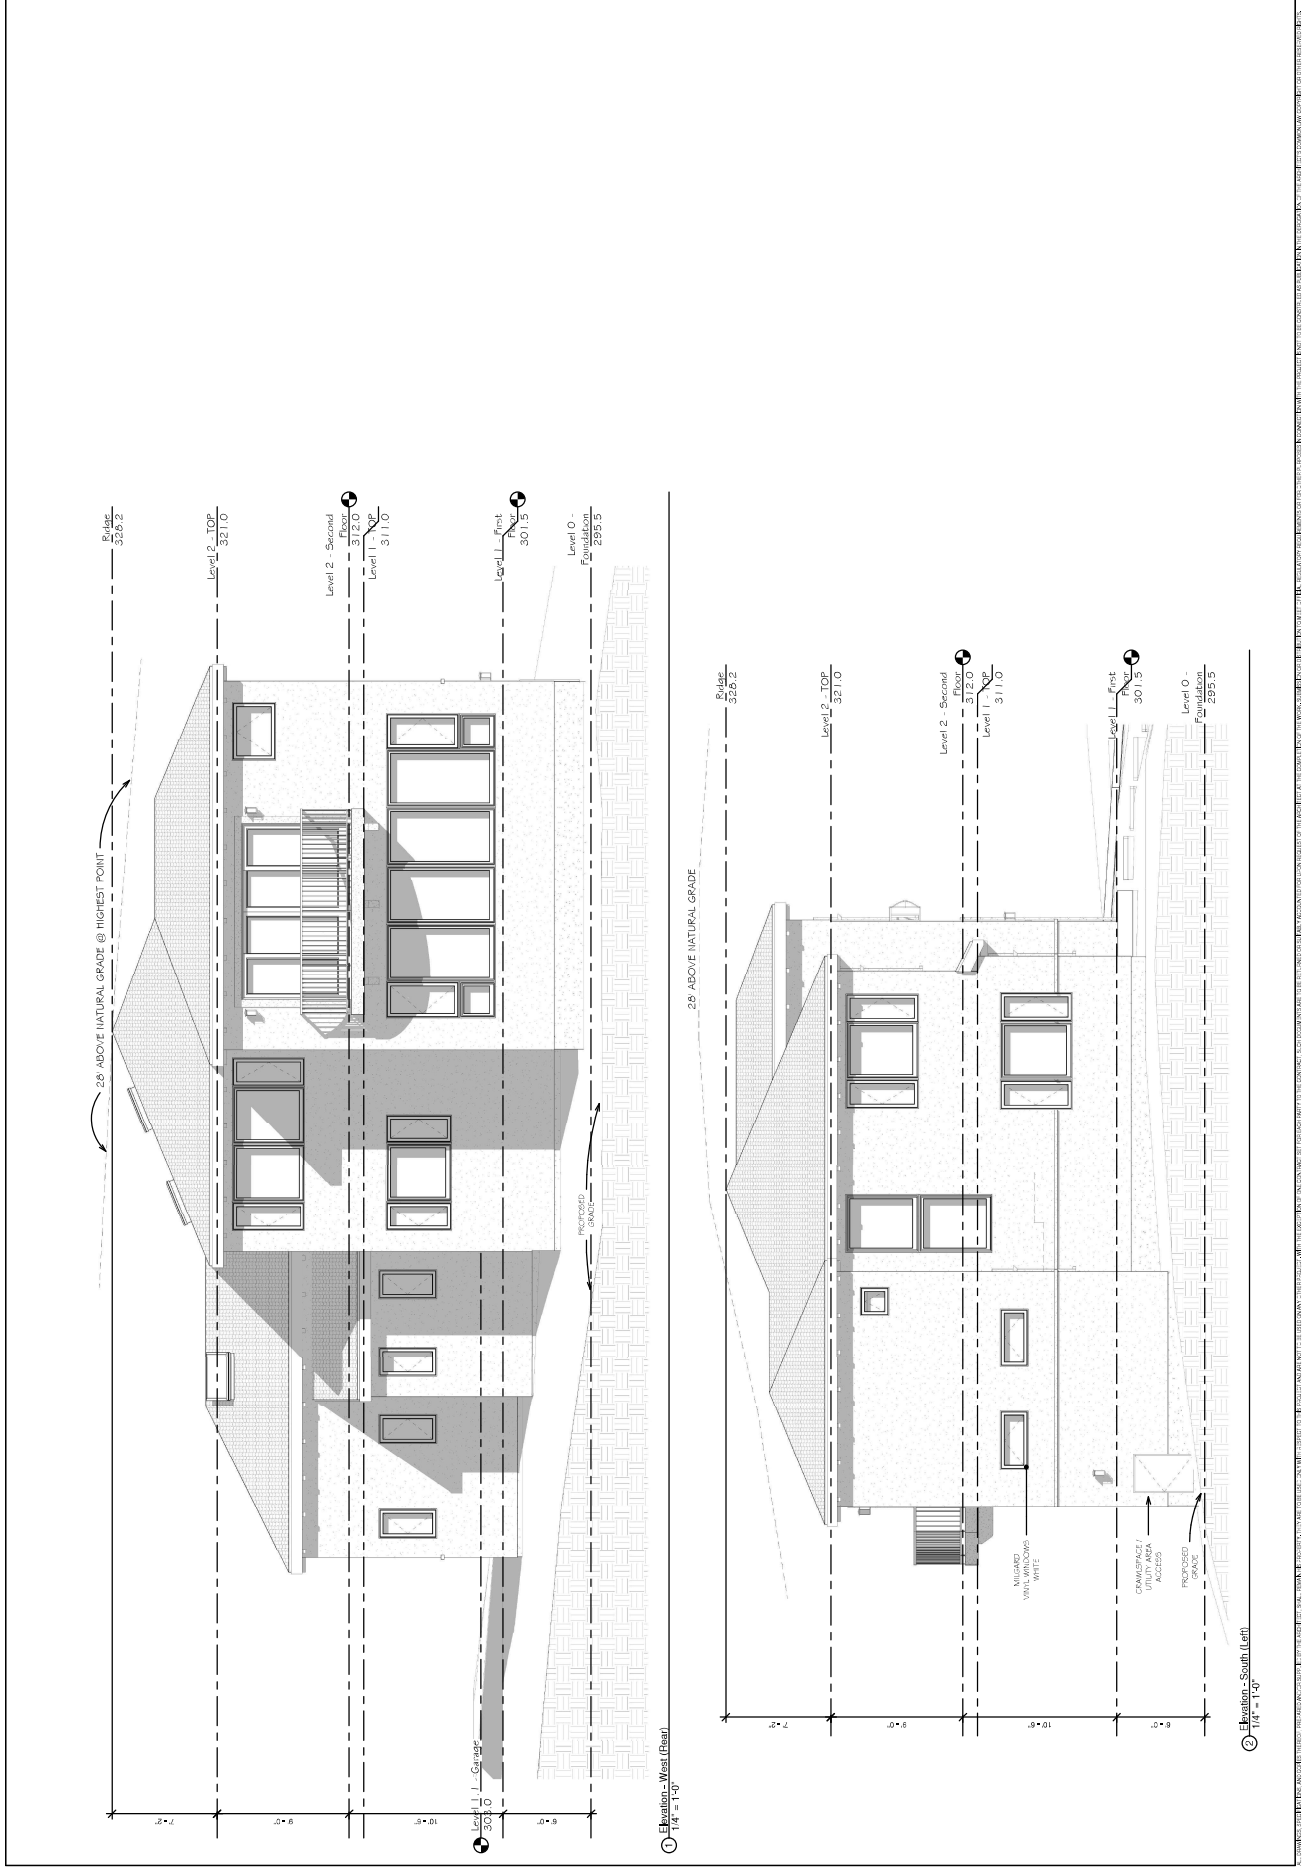 28' ABOVE NATURAL GRADE @ HIGHEST POINT
Ridge
328.2
Level 2 - TOP
321.0
Level 2 - Second
Floor
312.0
Level 1 - TOP
311.0
Level 1 - First
Floor
301.5
Level 0 -
Foundation
295.5
PROPOSED
GRADE
Level 1.1 - Garage
303.0
7' - 2"
9' - 0"
10' - 6"
6' - 0"
1
Elevation - West (Rear)
1/4" = 1'-0"
28' ABOVE NATURAL GRADE
Ridge
328.2
Level 2 - TOP
321.0
Level 2 - Second
Floor
312.0
Level 1 - TOP
311.0
Level 1 - First
Floor
301.5
Level 0 -
Foundation
295.5
MILGARD
VINYL WINDOWS
WHITE
CRAWLSPACE /
UTILITY AREA
ACCESS
PROPOSED
GRADE
7' - 2"
9' - 0"
10' - 6"
6' - 0"
2
Elevation - South (Left)
1/4" = 1'-0"